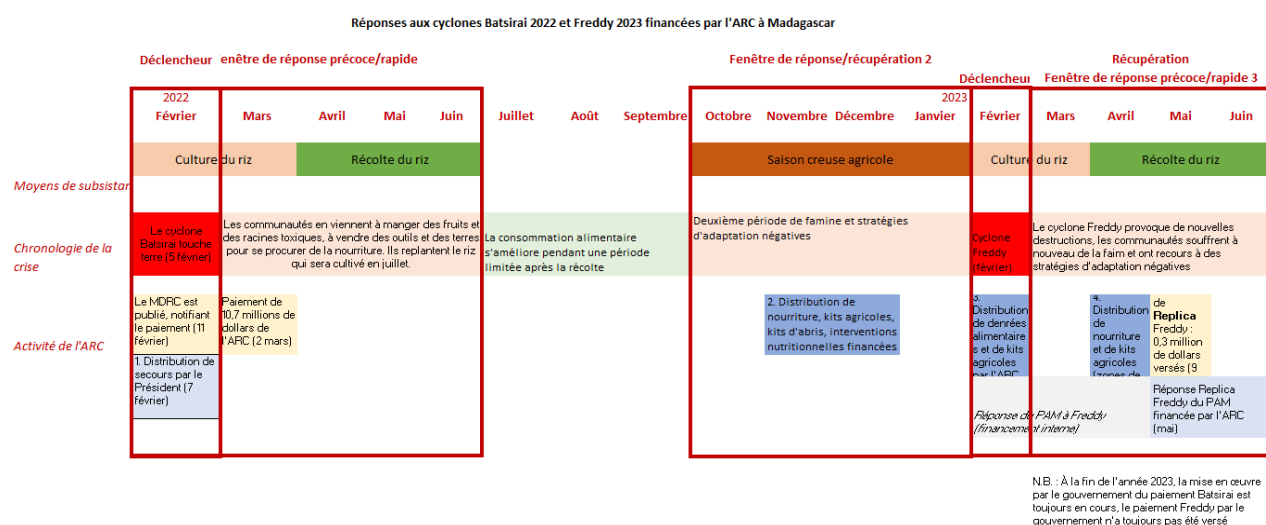 Réponses aux cyclones Batsirai 2022 et Freddy 2023 financées par l'ARC à Madagascar
Déclencheur enêtre de réponse précoce/rapide
Fenêtre de réponse/récupération 2
Récupération
Déclencheur
Fenêtre de réponse précoce/rapide 3
2022
2023
Février Mars Avril Mai Juin Juillet Août Septembre Octobre Novembre Décembre Janvier Février Mars Avril Mai Juin
Culture du riz
Récolte du riz
Saison creuse agricole
Culture du riz
Récolte du riz
Moyens de subsistan
Chronologie de la
crise
Le cyclone
Batsirai touche
terre (5 février)
Les communautés en viennent à manger des fruits et
des racines toxiques, à vendre des outils et des terres
pour se procurer de la nourriture. Ils replantent le riz
qui sera cultivé en juillet.
La consommation alimentaire
s'améliore pendant une période
limitée après la récolte
Deuxième période de famine et stratégies
d'adaptation négatives
Cyclone
Freddy
(février)
Le cyclone Freddy provoque de nouvelles
destructions, les communautés souffrent à
nouveau de la faim et ont recours à des
stratégies d'adaptation négatives
Activité de l'ARC
Le MDRC est
publié, notifiant
le paiement (11
février)
Paiement de
10,7 millions de
dollars de
l'ARC (2 mars)
1. Distribution de
secours par le
Président (7
février)
2. Distribution de
nourriture, kits agricoles,
kits d'abris, interventions
nutritionnelles financées
3.
Distribution
de denrées
alimentaire
s et de kits
agricoles
par l'ARC
4.
Distribution
de
nourriture
et de kits
agricoles
(zones de
de
Replica
Freddy :
0,3 million
de dollars
versés (9
Réponse du PAM à Freddy
(financement interne)
Réponse Replica
Freddy du PAM
financée par l'ARC
(mai)
N.B. : À la fin de l'année 2023, la mise en œuvre
par le gouvernement du paiement Batsirai est
toujours en cours, le paiement Freddy par le
gouvernement n'a toujours pas été versé